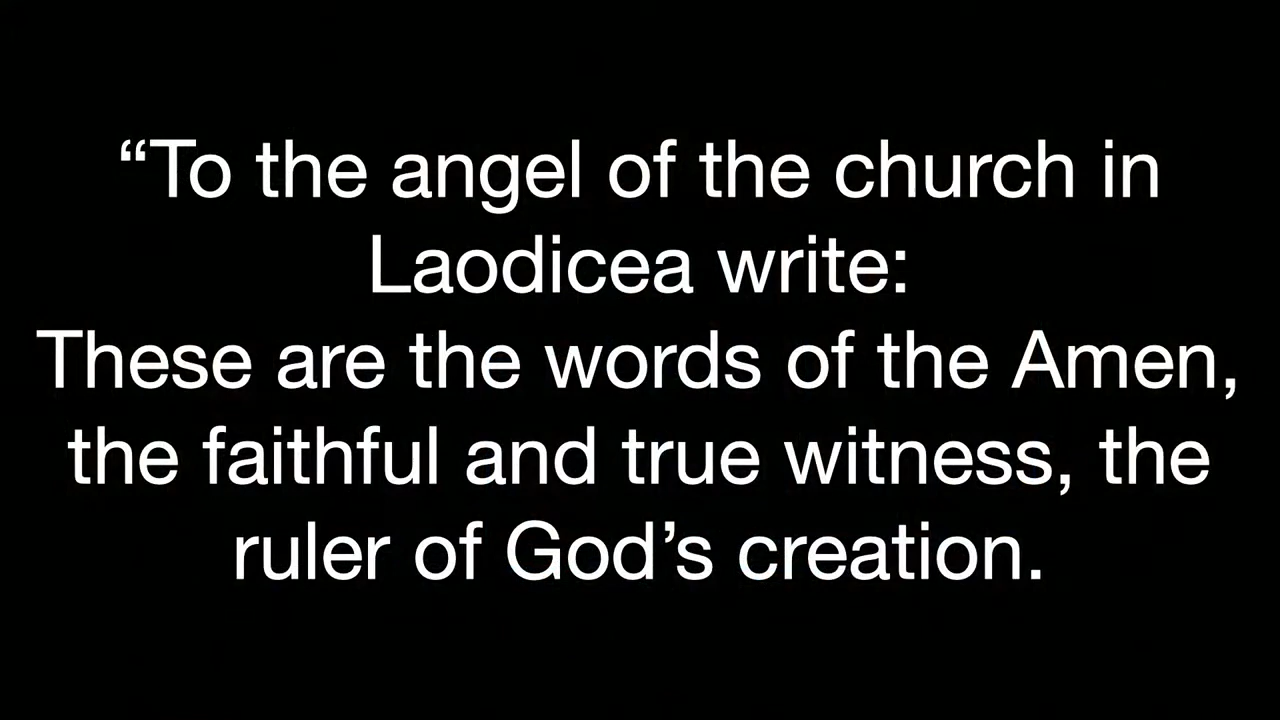 “To the angel of the church in
Laodicea write:
These are the words of the Amen,
the faithful and true witness, the
ruler of God’s creation.